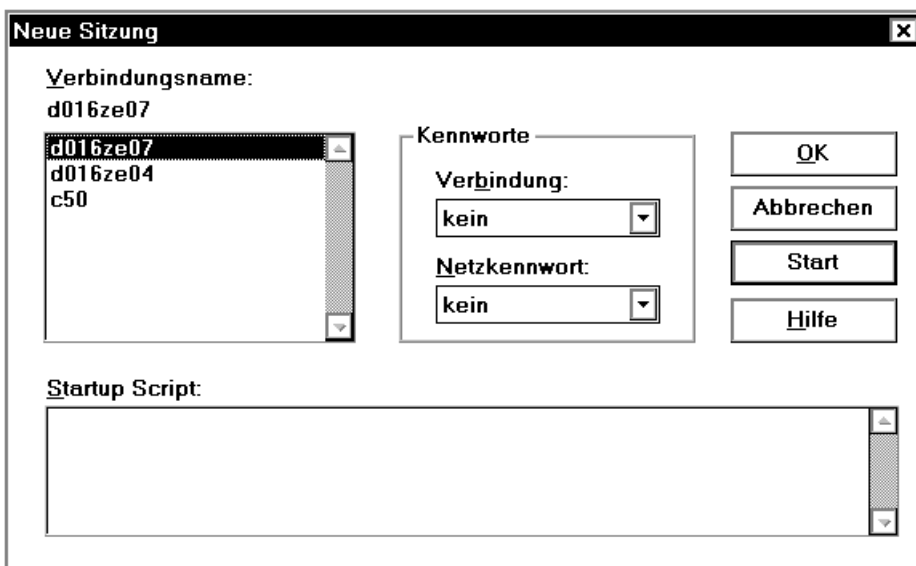 Neue Sitzung
Verbindungsname:
d016ze07
d016ze07
d016ze04
c50
Kennworte
Verbindung:
kein
Netzkennwort:
kein
OK
Abbrechen
Start
Hilfe
Startup Script: